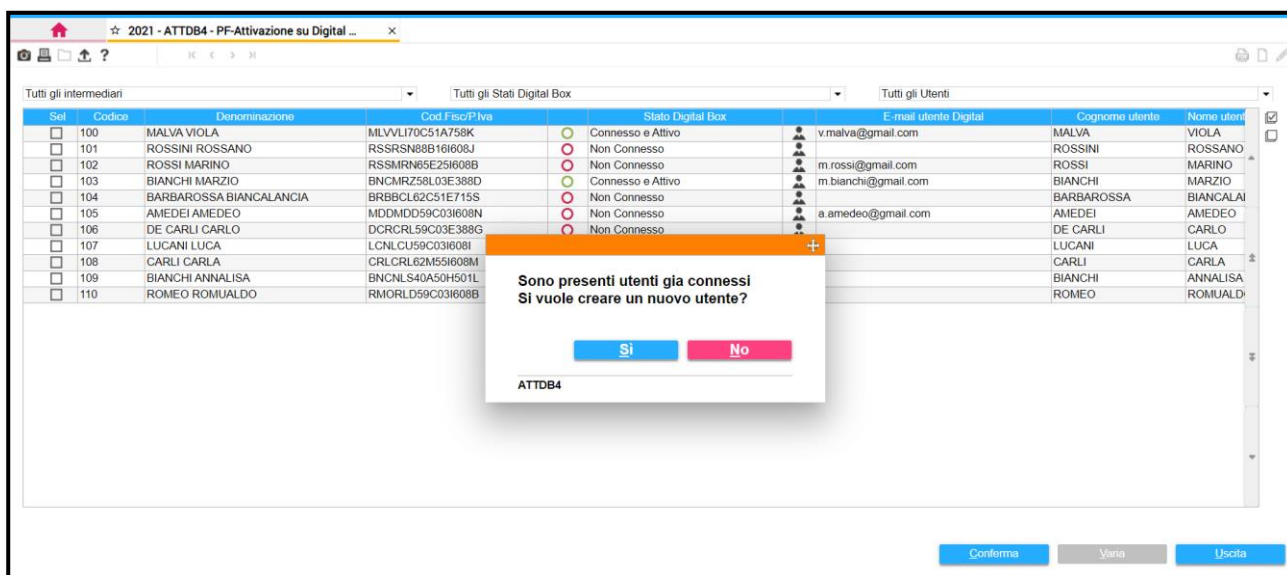 ☆ 2021 - ATTDB4 - PF-Attivazione su Digital ... ×
?
Tutti gli intermediari Tutti gli Stati Digital Box Tutti gli Utenti
Sel Codice Denominazione Cod.Fisc/P.Iva Stato Digital Box E-mail utente Digital Cognome utente Nome utent
100 MALVA VIOLA MLVVLI70C51A758K Connesso e Attivo v.malva@gmail.com MALVA VIOLA
101 ROSSINI ROSSANO RSSRSN88B16I608J Non Connesso ROSSINI ROSSANO
102 ROSSI MARINO RSSMRN65E25I608B Non Connesso m.rossi@gmail.com ROSSI MARINO
103 BIANCHI MARZIO BNCMRZ58L03E388D Connesso e Attivo m.bianchi@gmail.com BIANCHI MARZIO
104 BARBAROSSA BIANCALANCIA BRBBCL62C51E715S Non Connesso BARBAROSSA BIANCALAI
105 AMEDEI AMEDEO MDDMDD59C03I608N Non Connesso a.amedeo@gmail.com AMEDEI AMEDEO
106 DE CARLI CARLO DCRCRL59C03E388G Non Connesso DE CARLI CARLO
107 LUCANI LUCA LCNLCU59C03I608I LUCANI LUCA
108 CARLI CARLA CRLCRL62M55I608M CARLI CARLA
109 BIANCHI ANNALISA BNCNLS40A50H501L BIANCHI ANNALISA
110 ROMEO ROMUALDO RMORLD59C03I608B ROMEO ROMUALD
Sono presenti utenti gia connessi
Si vuole creare un nuovo utente?
Sì No
ATTDB4
Conferma Varia Uscita